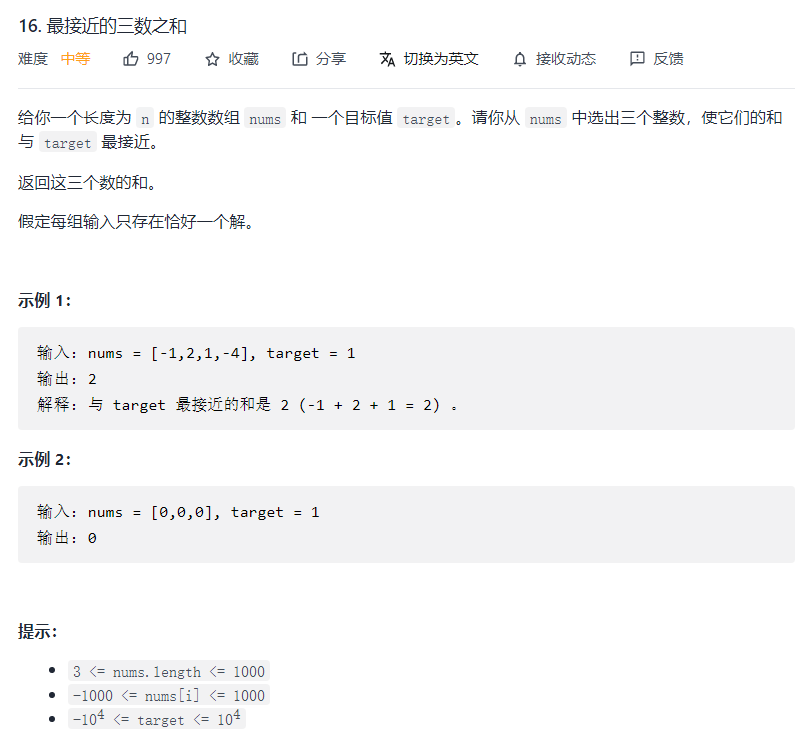 16. 最接近的三数之和
难度 中等 997 收藏 分享 切换为英文 接收动态 反馈
给你一个长度为 n 的整数数组 nums 和 一个目标值 target。请你从 nums 中选出三个整数，使它们的和
与 target 最接近。
返回这三个数的和。
假定每组输入只存在恰好一个解。
示例 1：
输入：nums = [-1,2,1,-4], target = 1
输出：2
解释：与 target 最接近的和是 2 (-1 + 2 + 1 = 2) 。
示例 2：
输入：nums = [0,0,0], target = 1
输出：0
提示：
3 <= nums.length <= 1000
-1000 <= nums[i] <= 1000
-10⁴ <= target <= 10⁴